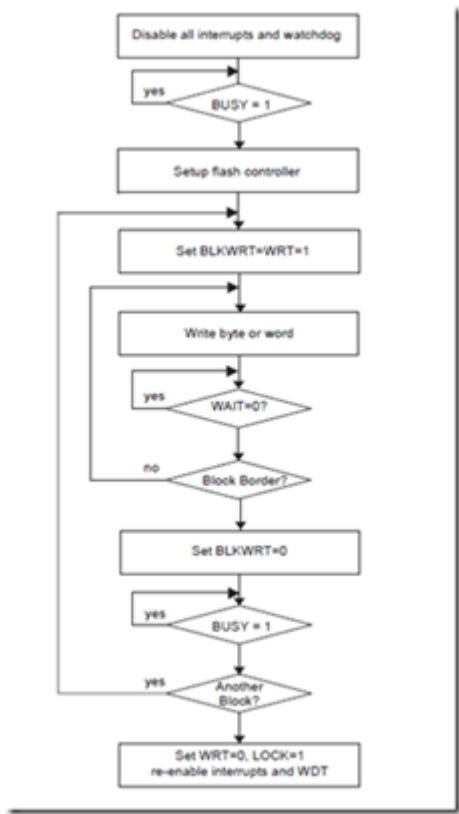 Disable all interrupts and watchdog
yes
BUSY = 1
Setup flash controller
Set BLKWRT=WRT=1
Write byte or word
yes
WAIT=0?
no
Block Border?
Set BLKWRT=0
yes
BUSY = 1
yes
Another
Block?
Set WRT=0, LOCK=1
re-enable interrupts and WDT